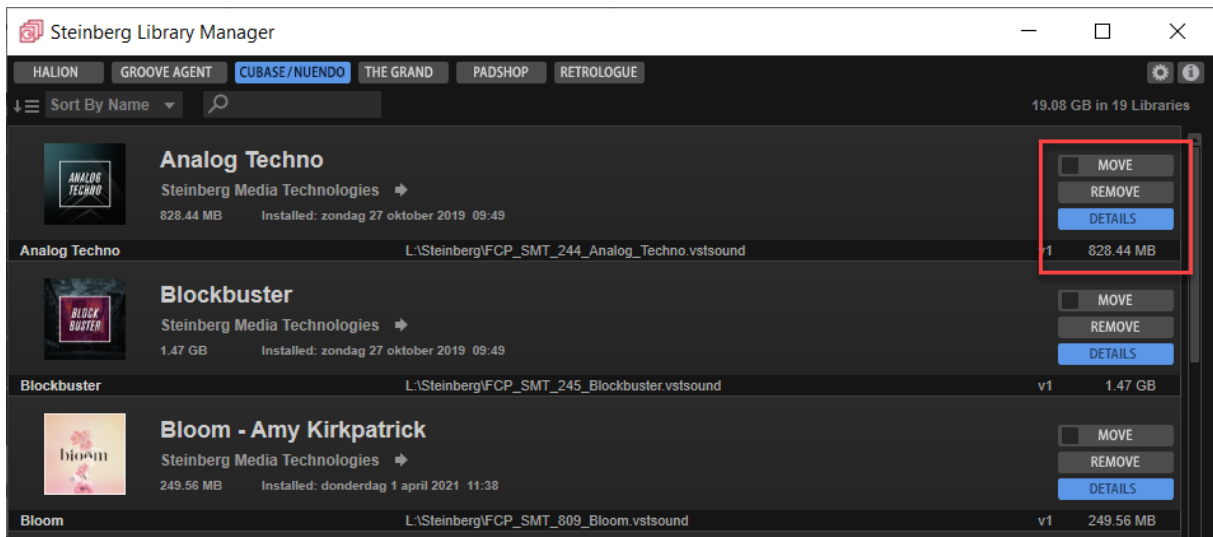 Steinberg Library Manager
HALION GROOVE AGENT CUBASE/NUENDO THE GRAND PADSHOP RETROLOGUE
Sort By Name 19.08 GB in 19 Libraries
ANALOG
TECHNO
Analog Techno
Steinberg Media Technologies
828.44 MB Installed: zondag 27 oktober 2019 09:49
MOVE
REMOVE
DETAILS
Analog Techno L:\Steinberg\FCP_SMT_244_Analog_Techno.vstsound v1 828.44 MB
BLOCK
BUSTER
Blockbuster
Steinberg Media Technologies
1.47 GB Installed: zondag 27 oktober 2019 09:49
MOVE
REMOVE
DETAILS
Blockbuster L:\Steinberg\FCP_SMT_245_Blockbuster.vstsound v1 1.47 GB
bloom
Bloom - Amy Kirkpatrick
Steinberg Media Technologies
249.56 MB Installed: donderdag 1 april 2021 11:38
MOVE
REMOVE
DETAILS
Bloom L:\Steinberg\FCP_SMT_809_Bloom.vstsound v1 249.56 MB